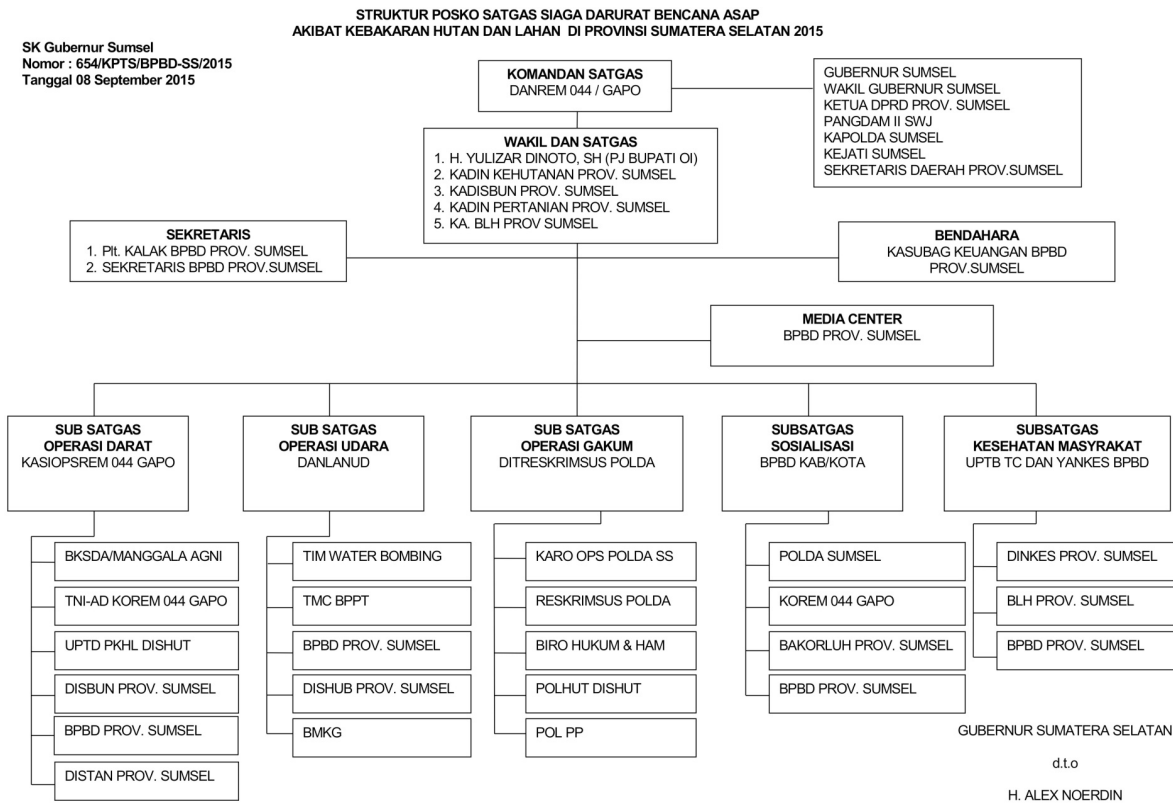 STRUKTUR POSKO SATGAS SIAGA DARURAT BENCANA ASAP
AKIBAT KEBAKARAN HUTAN DAN LAHAN DI PROVINSI SUMATERA SELATAN 2015
SK Gubernur Sumsel
Nomor : 654/KPTS/BPBD-SS/2015
Tanggal 08 September 2015
KOMANDAN SATGAS
DANREM 044 / GAPO
GUBERNUR SUMSEL
WAKIL GUBERNUR SUMSEL
KETUA DPRD PROV. SUMSEL
PANGDAM II SWJ
KAPOLDA SUMSEL
KEJATI SUMSEL
SEKRETARIS DAERAH PROV.SUMSEL
WAKIL DAN SATGAS
1. H. YULIZAR DINOTO, SH (PJ BUPATI OI)
2. KADIN KEHUTANAN PROV. SUMSEL
3. KADISBUN PROV. SUMSEL
4. KADIN PERTANIAN PROV. SUMSEL
5. KA. BLH PROV SUMSEL
SEKRETARIS
1. Plt. KALAK BPBD PROV. SUMSEL
2. SEKRETARIS BPBD PROV.SUMSEL
BENDAHARA
KASUBAG KEUANGAN BPBD
PROV.SUMSEL
MEDIA CENTER
BPBD PROV. SUMSEL
SUB SATGAS
OPERASI DARAT
KASIOPSREM 044 GAPO
BKSDA/MANGGALA AGNI
TNI-AD KOREM 044 GAPO
UPTD PKHL DISHUT
DISBUN PROV. SUMSEL
BPBD PROV. SUMSEL
DISTAN PROV. SUMSEL
SUB SATGAS
OPERASI UDARA
DANLANUD
TIM WATER BOMBING
TMC BPPT
BPBD PROV. SUMSEL
DISHUB PROV. SUMSEL
BMKG
SUB SATGAS
OPERASI GAKUM
DITRESKRIMSUS POLDA
KARO OPS POLDA SS
RESKRIMSUS POLDA
BIRO HUKUM & HAM
POLHUT DISHUT
POL PP
SUBSATGAS
SOSIALISASI
BPBD KAB/KOTA
POLDA SUMSEL
KOREM 044 GAPO
BAKORLUH PROV. SUMSEL
BPBD PROV. SUMSEL
SUBSATGAS
KESEHATAN MASYRAKAT
UPTB TC DAN YANKES BPBD
DINKES PROV. SUMSEL
BLH PROV. SUMSEL
BPBD PROV. SUMSEL
GUBERNUR SUMATERA SELATAN
d.t.o
H. ALEX NOERDIN